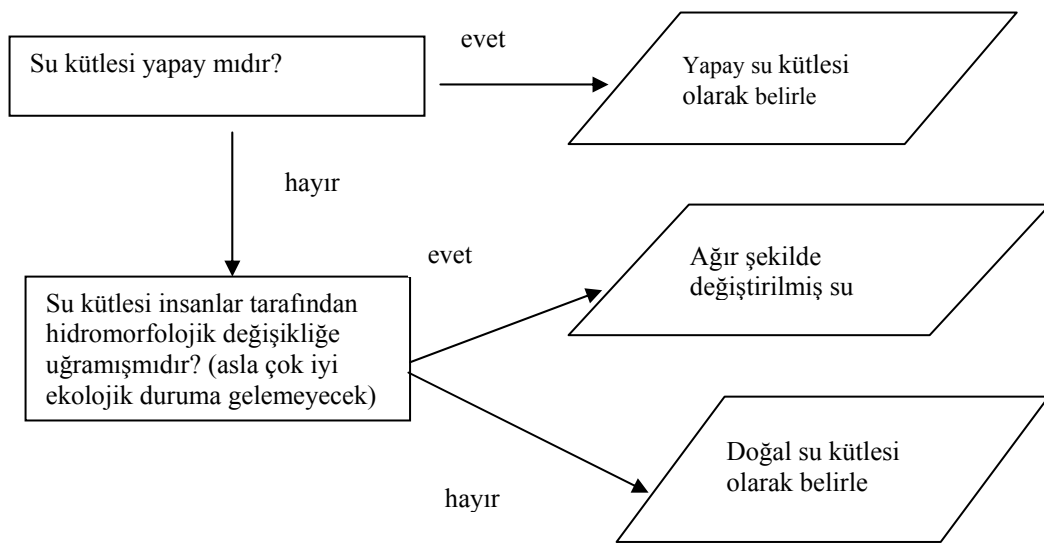 Su kütlesi yapay mıdır?
evet
Yapay su kütlesi
olarak belirle
hayır
Su kütlesi insanlar tarafından
hidromorfolojik değişikliğe
uğramışmıdır? (asla çok iyi
ekolojik duruma gelemeyecek)
evet
Ağır şekilde
değiştirilmiş su
hayır
Doğal su kütlesi
olarak belirle